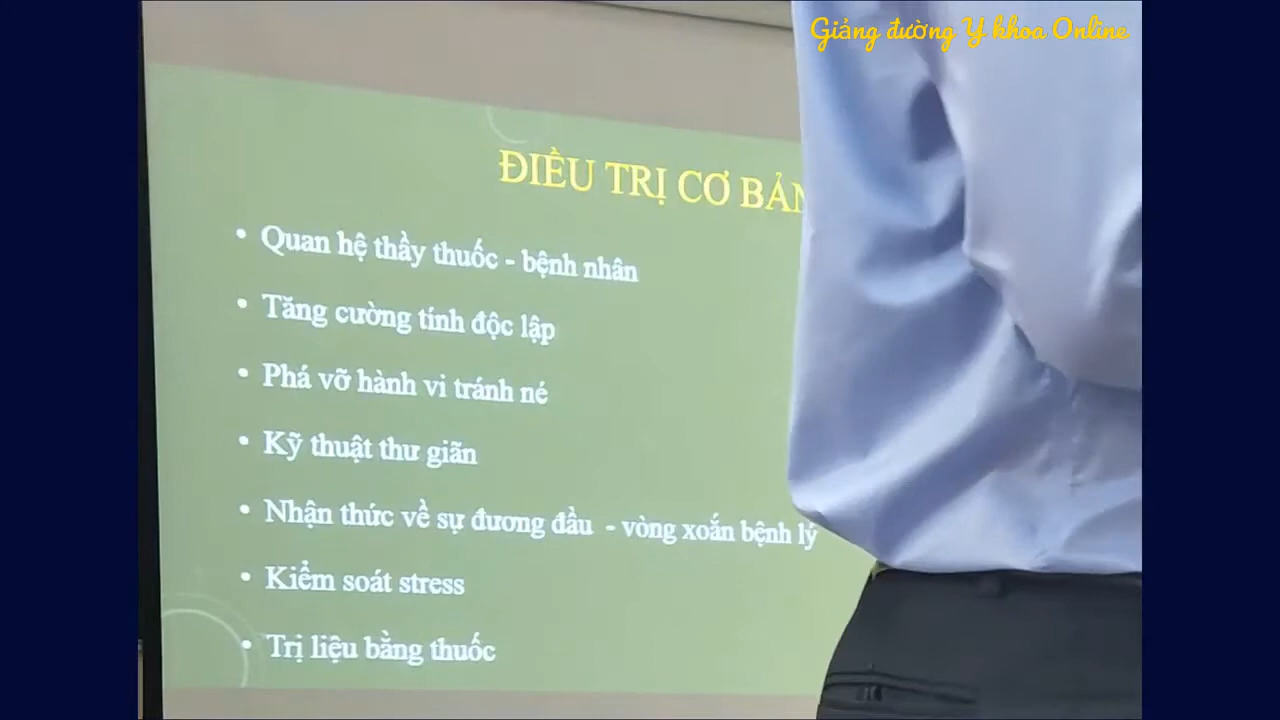 Giảng đường Y khoa Online
ĐIỀU TRỊ CƠ BẢN
• Quan hệ thầy thuốc - bệnh nhân
• Tăng cường tính độc lập
• Phá vỡ hành vi tránh né
• Kỹ thuật thư giãn
• Nhận thức về sự đương đầu - vòng xoắn bệnh lý
• Kiểm soát stress
• Trị liệu bằng thuốc